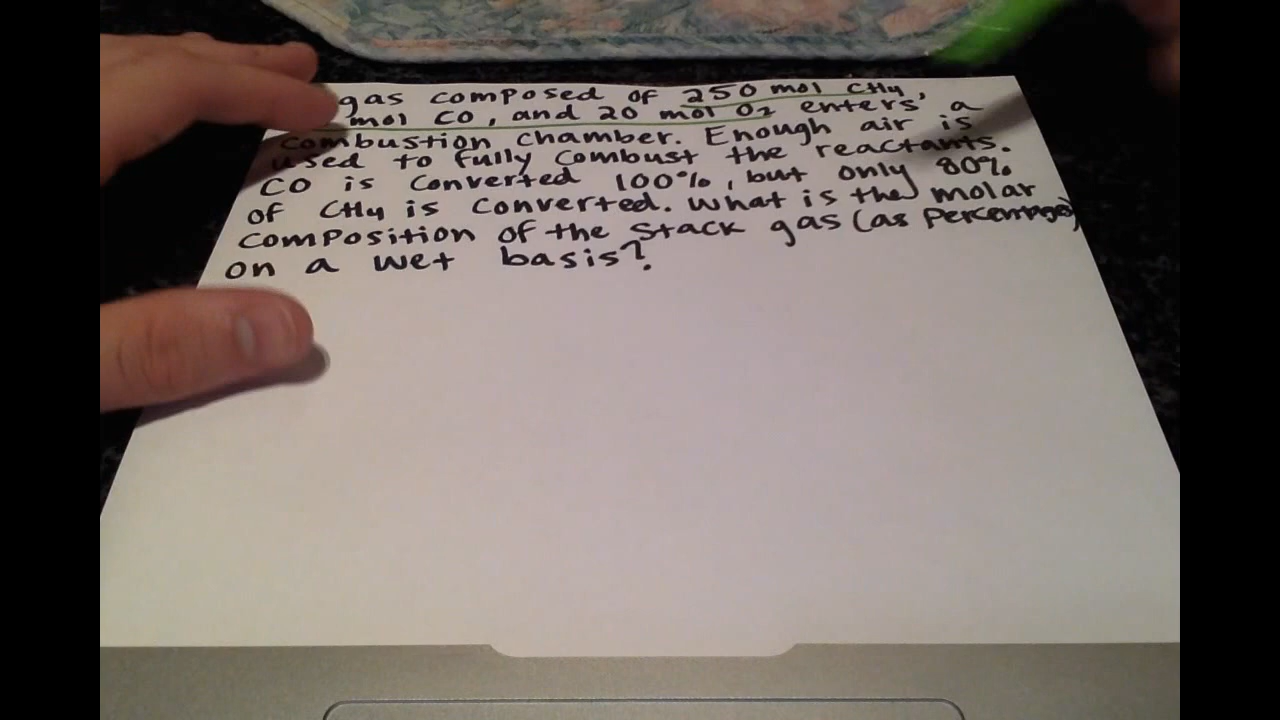 gas composed of 250 mol CH4,
mol CO, and 20 mol O2 enters a
combustion chamber. Enough air is
used to fully combust the reactants.
CO is converted 100%, but only 80%
of CH4 is converted. What is the molar
composition of the stack gas (as percentage)
on a wet basis?